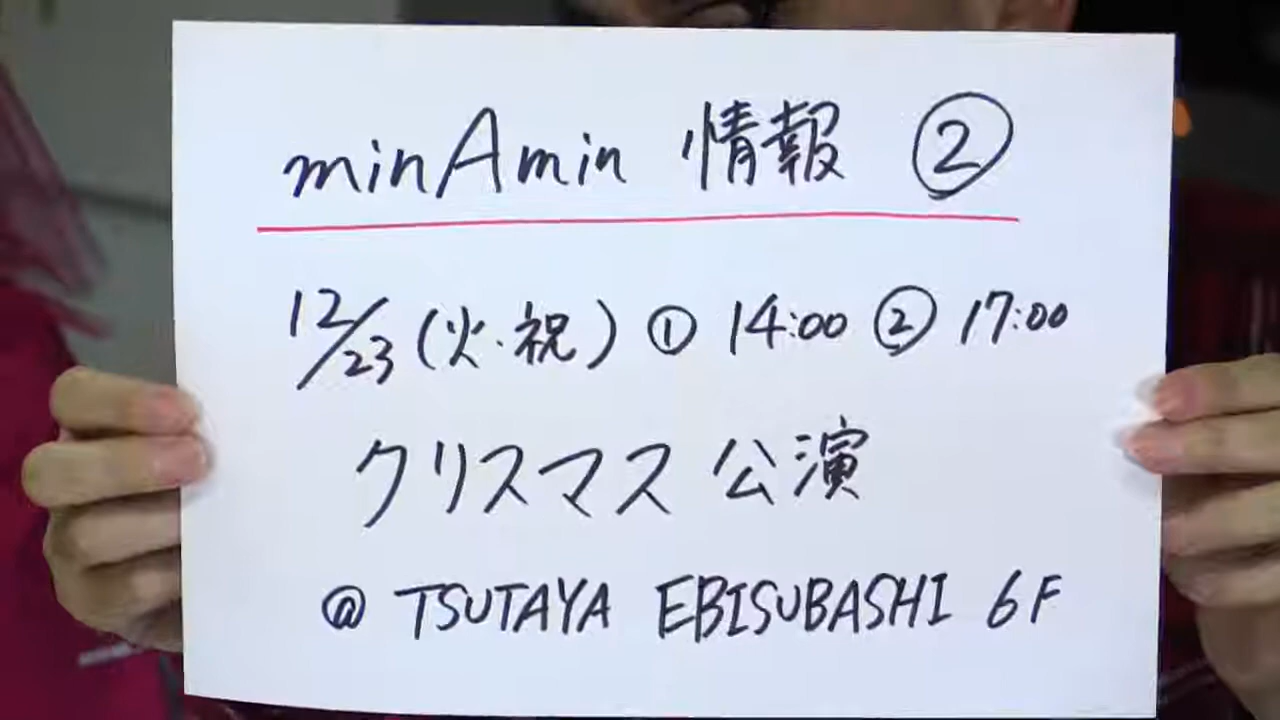 minAmin 情報 ②
12/23 (火・祝) ① 14:00 ② 17:00
クリスマス 公演
@ TSUTAYA EBISUBASHI 6F